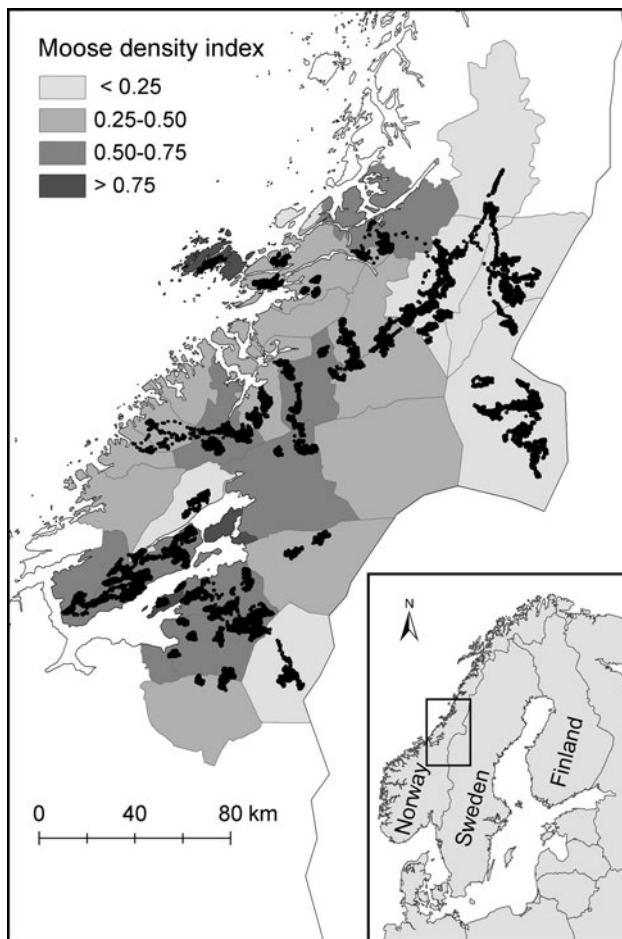 Moose density index
< 0.25
0.25-0.50
0.50-0.75
> 0.75
0 40 80 km
N
Norway
Sweden
Finland